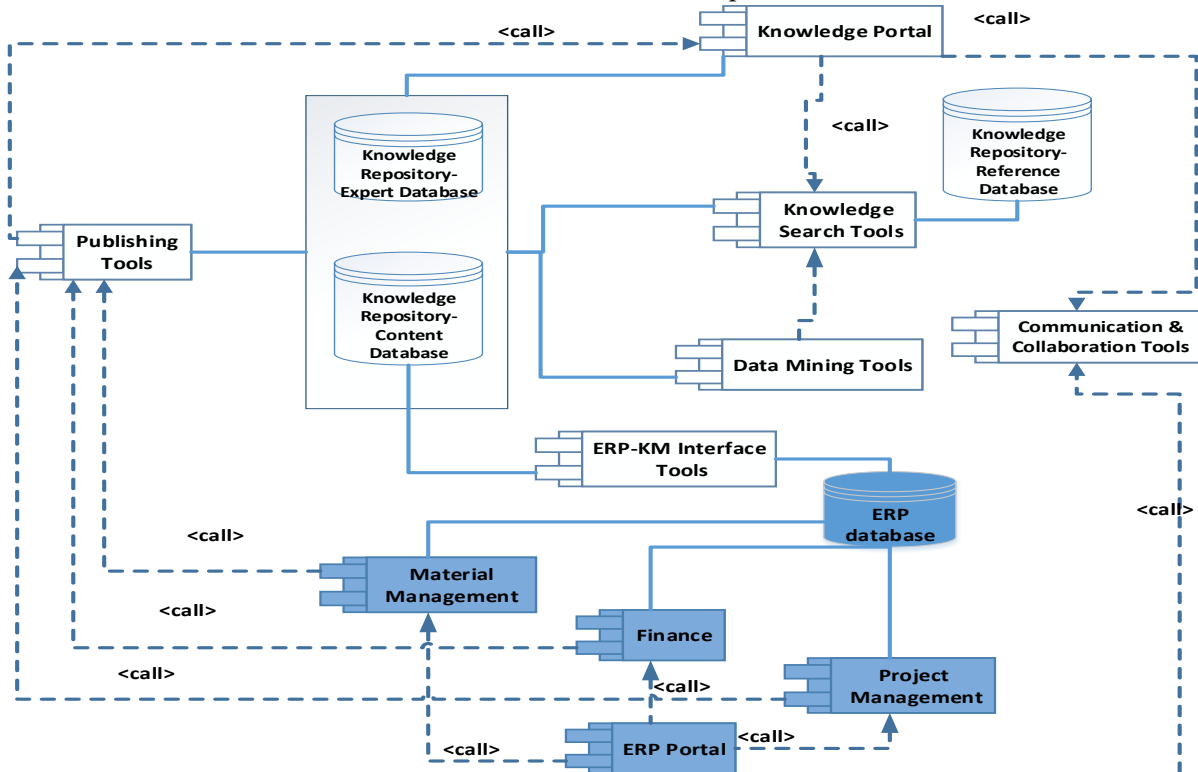 <call>
Knowledge Portal
<call>
<call>
Knowledge
Repository-
Expert Database
Knowledge
Repository-
Reference
Database
Knowledge
Search Tools
Publishing
Tools
Knowledge
Repository-
Content
Database
Communication &
Collaboration Tools
Data Mining Tools
ERP-KM Interface
Tools
<call>
ERP
database
<call>
Material
Management
<call>
Finance
<call>
Project
Management
<call>
<call>
ERP Portal
<call>